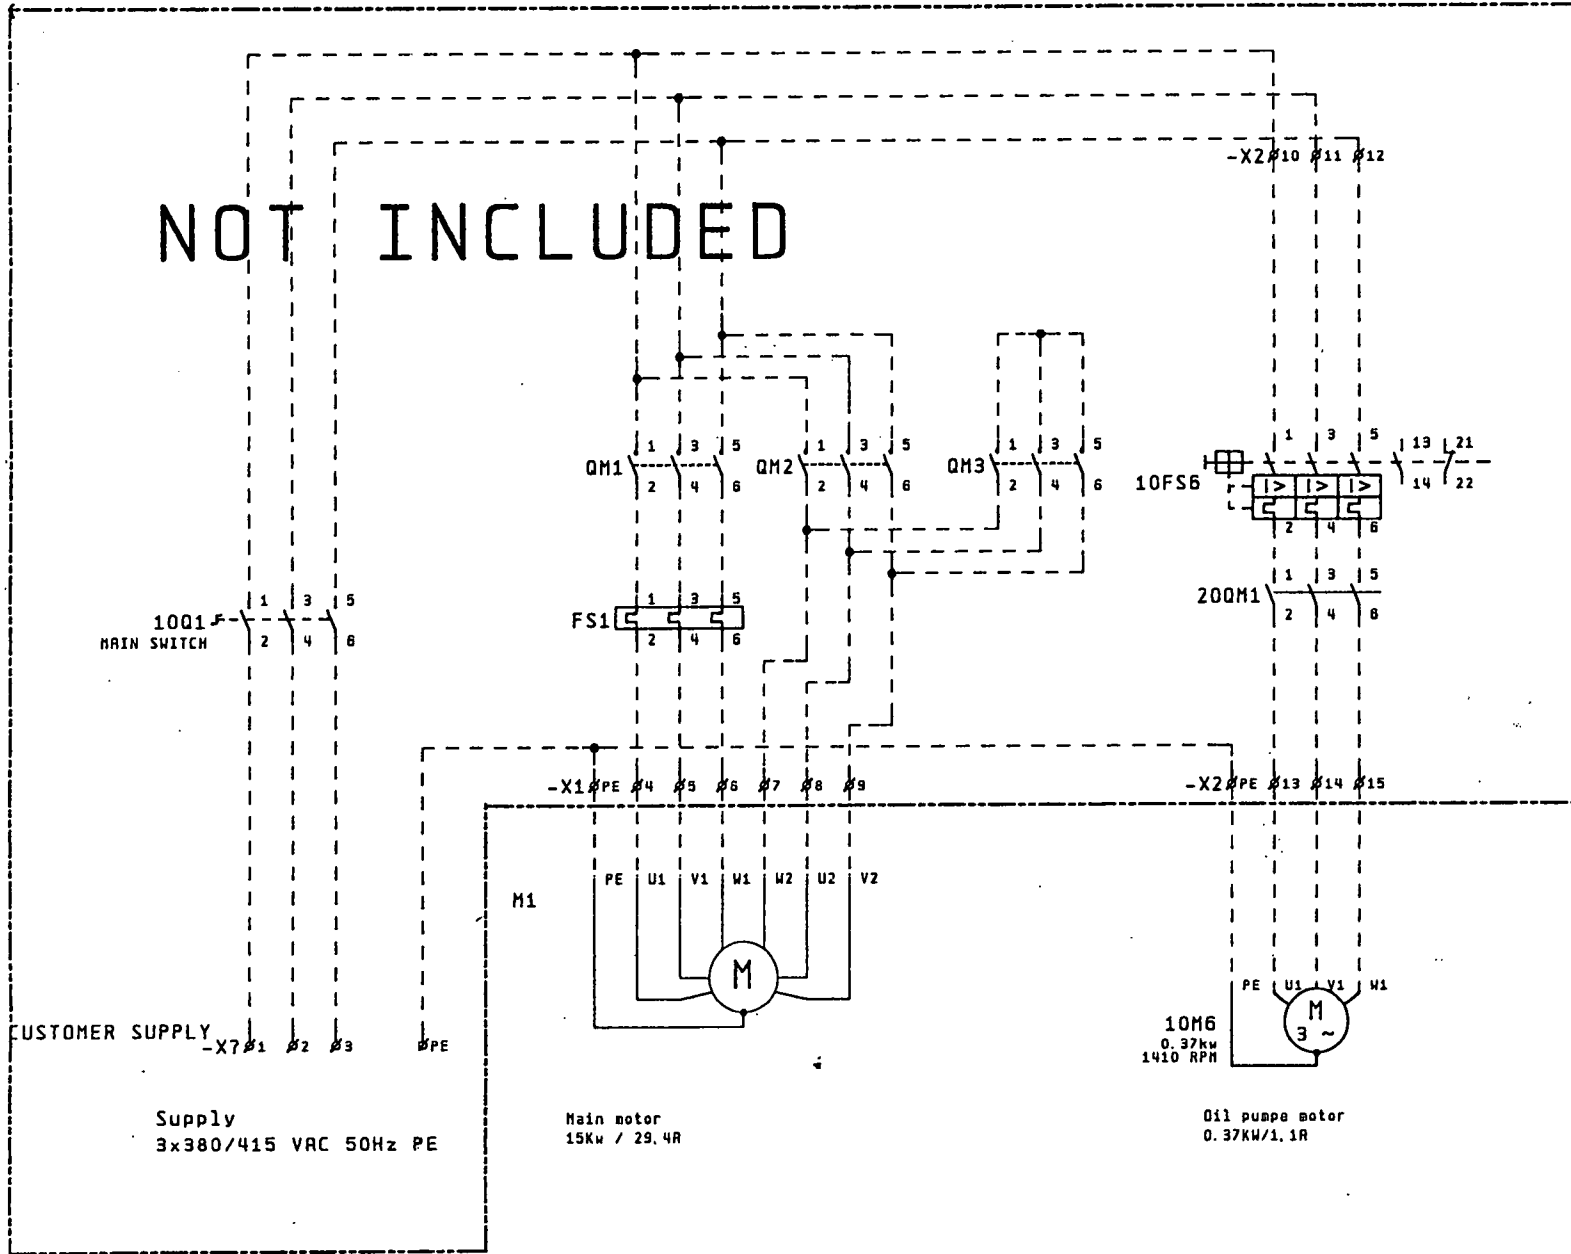 -X2 10 11 12
NOT INCLUDED
1 3 5 13 21
1 3 5 1 3 5 1 3 5
QM1 QM2 QM3 10FS6
I> I> I>
2 4 6 2 4 6 2 4 6 14 22
2 4 6
1 3 5
20QM1
2 4 6
1 3 5 1 3 5
10Q1 FS1
MAIN SWITCH 2 4 6 2 4 6
-X1 PE 4 5 6 7 8 9 -X2 PE 13 14 15
PE U1 V1 W1 W2 U2 V2
M1
M
PE U1 V1 W1
M
3 ~
10M6
0.37kw
1410 RPM
CUSTOMER SUPPLY
-X? 1 2 3 PE
Supply
3x380/415 VAC 50Hz PE
Main motor
15Kw / 29,4A
Oil pumpe motor
0.37KW/1,1A